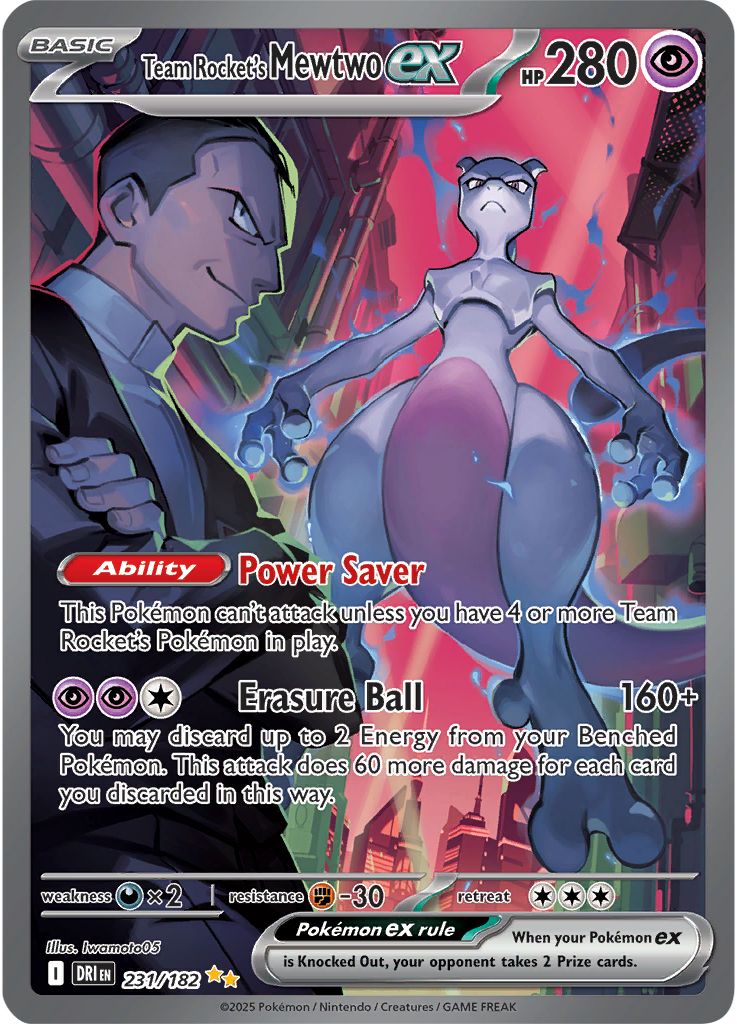 BASIC
Team Rocket's Mewtwo ex HP 280
Ability Power Saver
This Pokémon can't attack unless you have 4 or more Team
Rocket's Pokémon in play.
Erasure Ball 160+
You may discard up to 2 Energy from your Benched
Pokémon. This attack does 60 more damage for each card
you discarded in this way.
weakness ×2 resistance -30 retreat
Illus. Iwamoto05
Pokémon ex rule
When your Pokémon ex
is Knocked Out, your opponent takes 2 Prize cards.
I DRI EN 231/182
©2025 Pokémon / Nintendo / Creatures / GAME FREAK